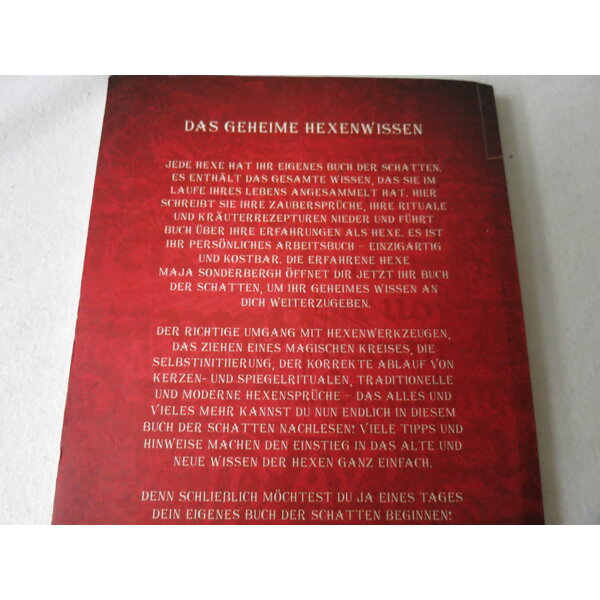 DAS GEHEIME HEXENWISSEN
JEDE HEXE HAT IHR EIGENES BUCH DER SCHATTEN.
ES ENTHÄLT DAS GESAMTE WISSEN, DAS SIE IM
LAUFE IHRES LEBENS ANGESAMMELT HAT. HIER
SCHREIBT SIE IHRE ZAUBERSPRÜCHE, IHRE RITUALE
UND KRÄUTERREZEPTUREN NIEDER UND FÜHRT
BUCH ÜBER IHRE ERFAHRUNGEN ALS HEXE. ES IST
IHR PERSÖNLICHES ARBEITSBUCH – EINZIGARTIG
UND KOSTBAR. DIE ERFAHRENE HEXE
MAJA SONDERBERGH ÖFFNET DIR JETZT IHR BUCH
DER SCHATTEN, UM IHR GEHEIMES WISSEN AN
DICH WEITERZUGEBEN.
DER RICHTIGE UMGANG MIT HEXENWERKZEUGEN,
DAS ZIEHEN EINES MAGISCHEN KREISES, DIE
SELBSTINITIIERUNG, DER KORREKTE ABLAUF VON
KERZEN- UND SPIEGELRITUALEN, TRADITIONELLE
UND MODERNE HEXENSPRÜCHE – DAS ALLES UND
VIELES MEHR KANNST DU NUN ENDLICH IN DIESEM
BUCH DER SCHATTEN NACHLESEN! VIELE TIPPS UND
HINWEISE MACHEN DEN EINSTIEG IN DAS ALTE UND
NEUE WISSEN DER HEXEN GANZ EINFACH.
DENN SCHLIEßLICH MÖCHTEST DU JA EINES TAGES
DEIN EIGENES BUCH DER SCHATTEN BEGINNEN!